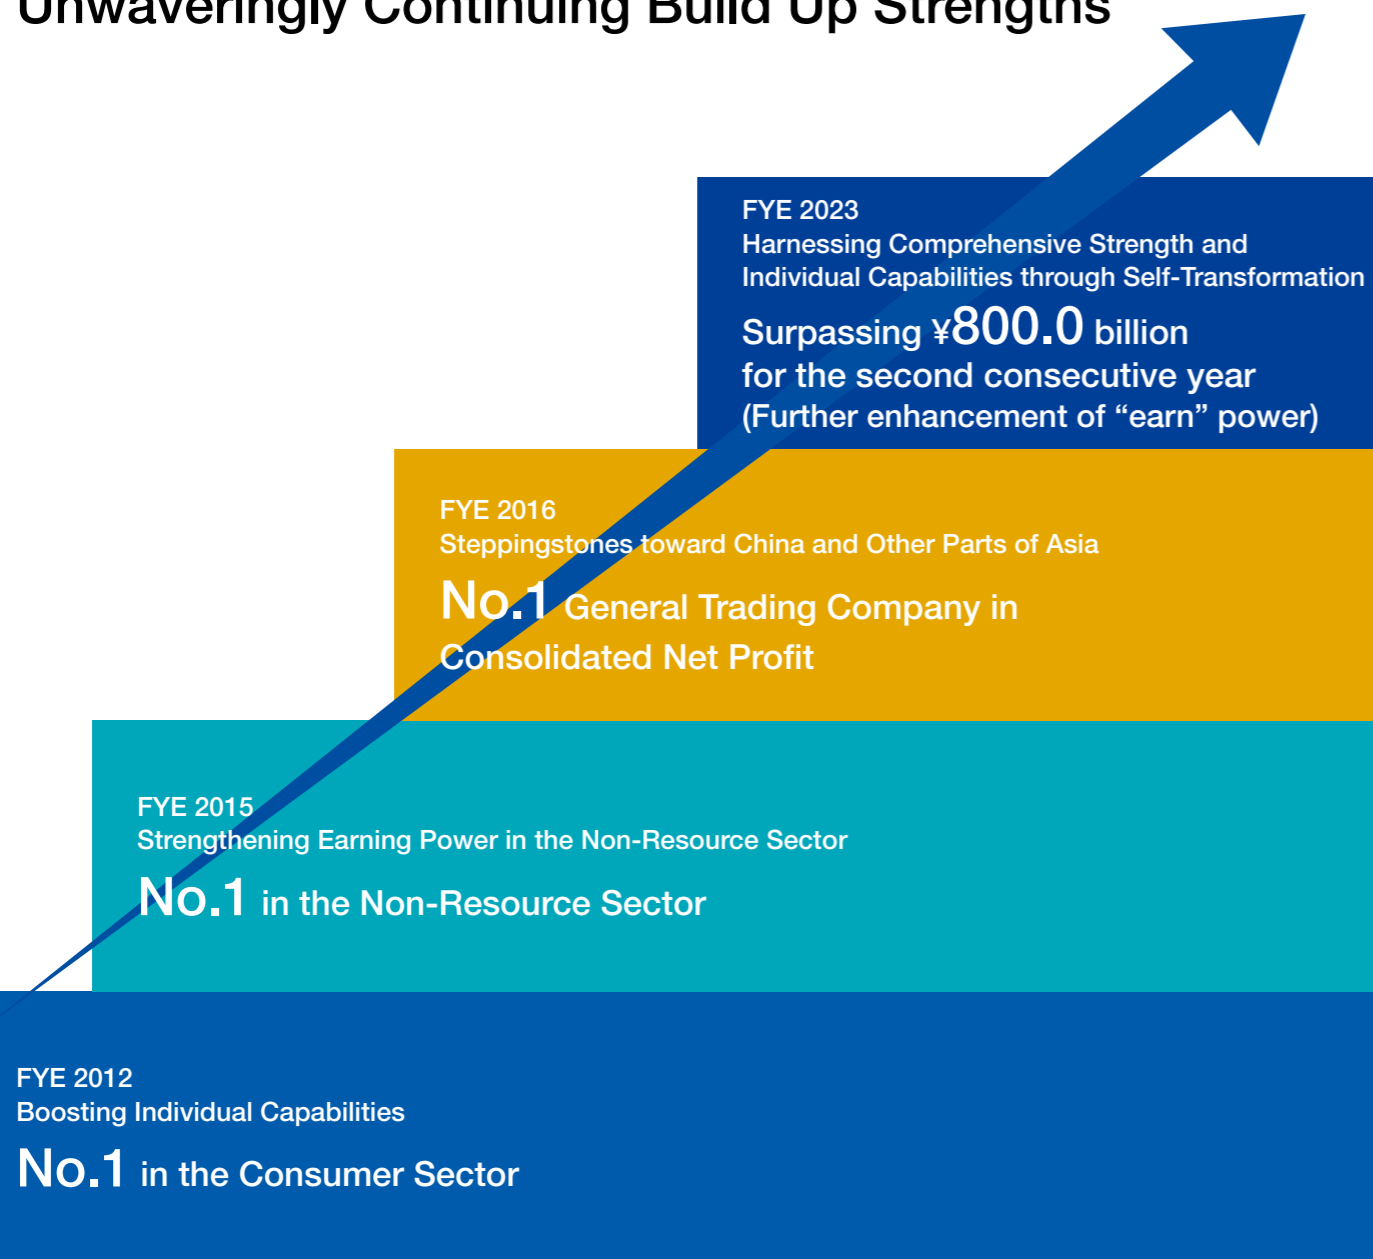 Unwaveringly Continuing Build Up Strengths
FYE 2023
Harnessing Comprehensive Strength and
Individual Capabilities through Self-Transformation
Surpassing ¥800.0 billion
for the second consecutive year
(Further enhancement of “earn” power)
FYE 2016
Steppingstones toward China and Other Parts of Asia
No.1 General Trading Company in
Consolidated Net Profit
FYE 2015
Strengthening Earning Power in the Non-Resource Sector
No.1 in the Non-Resource Sector
FYE 2012
Boosting Individual Capabilities
No.1 in the Consumer Sector